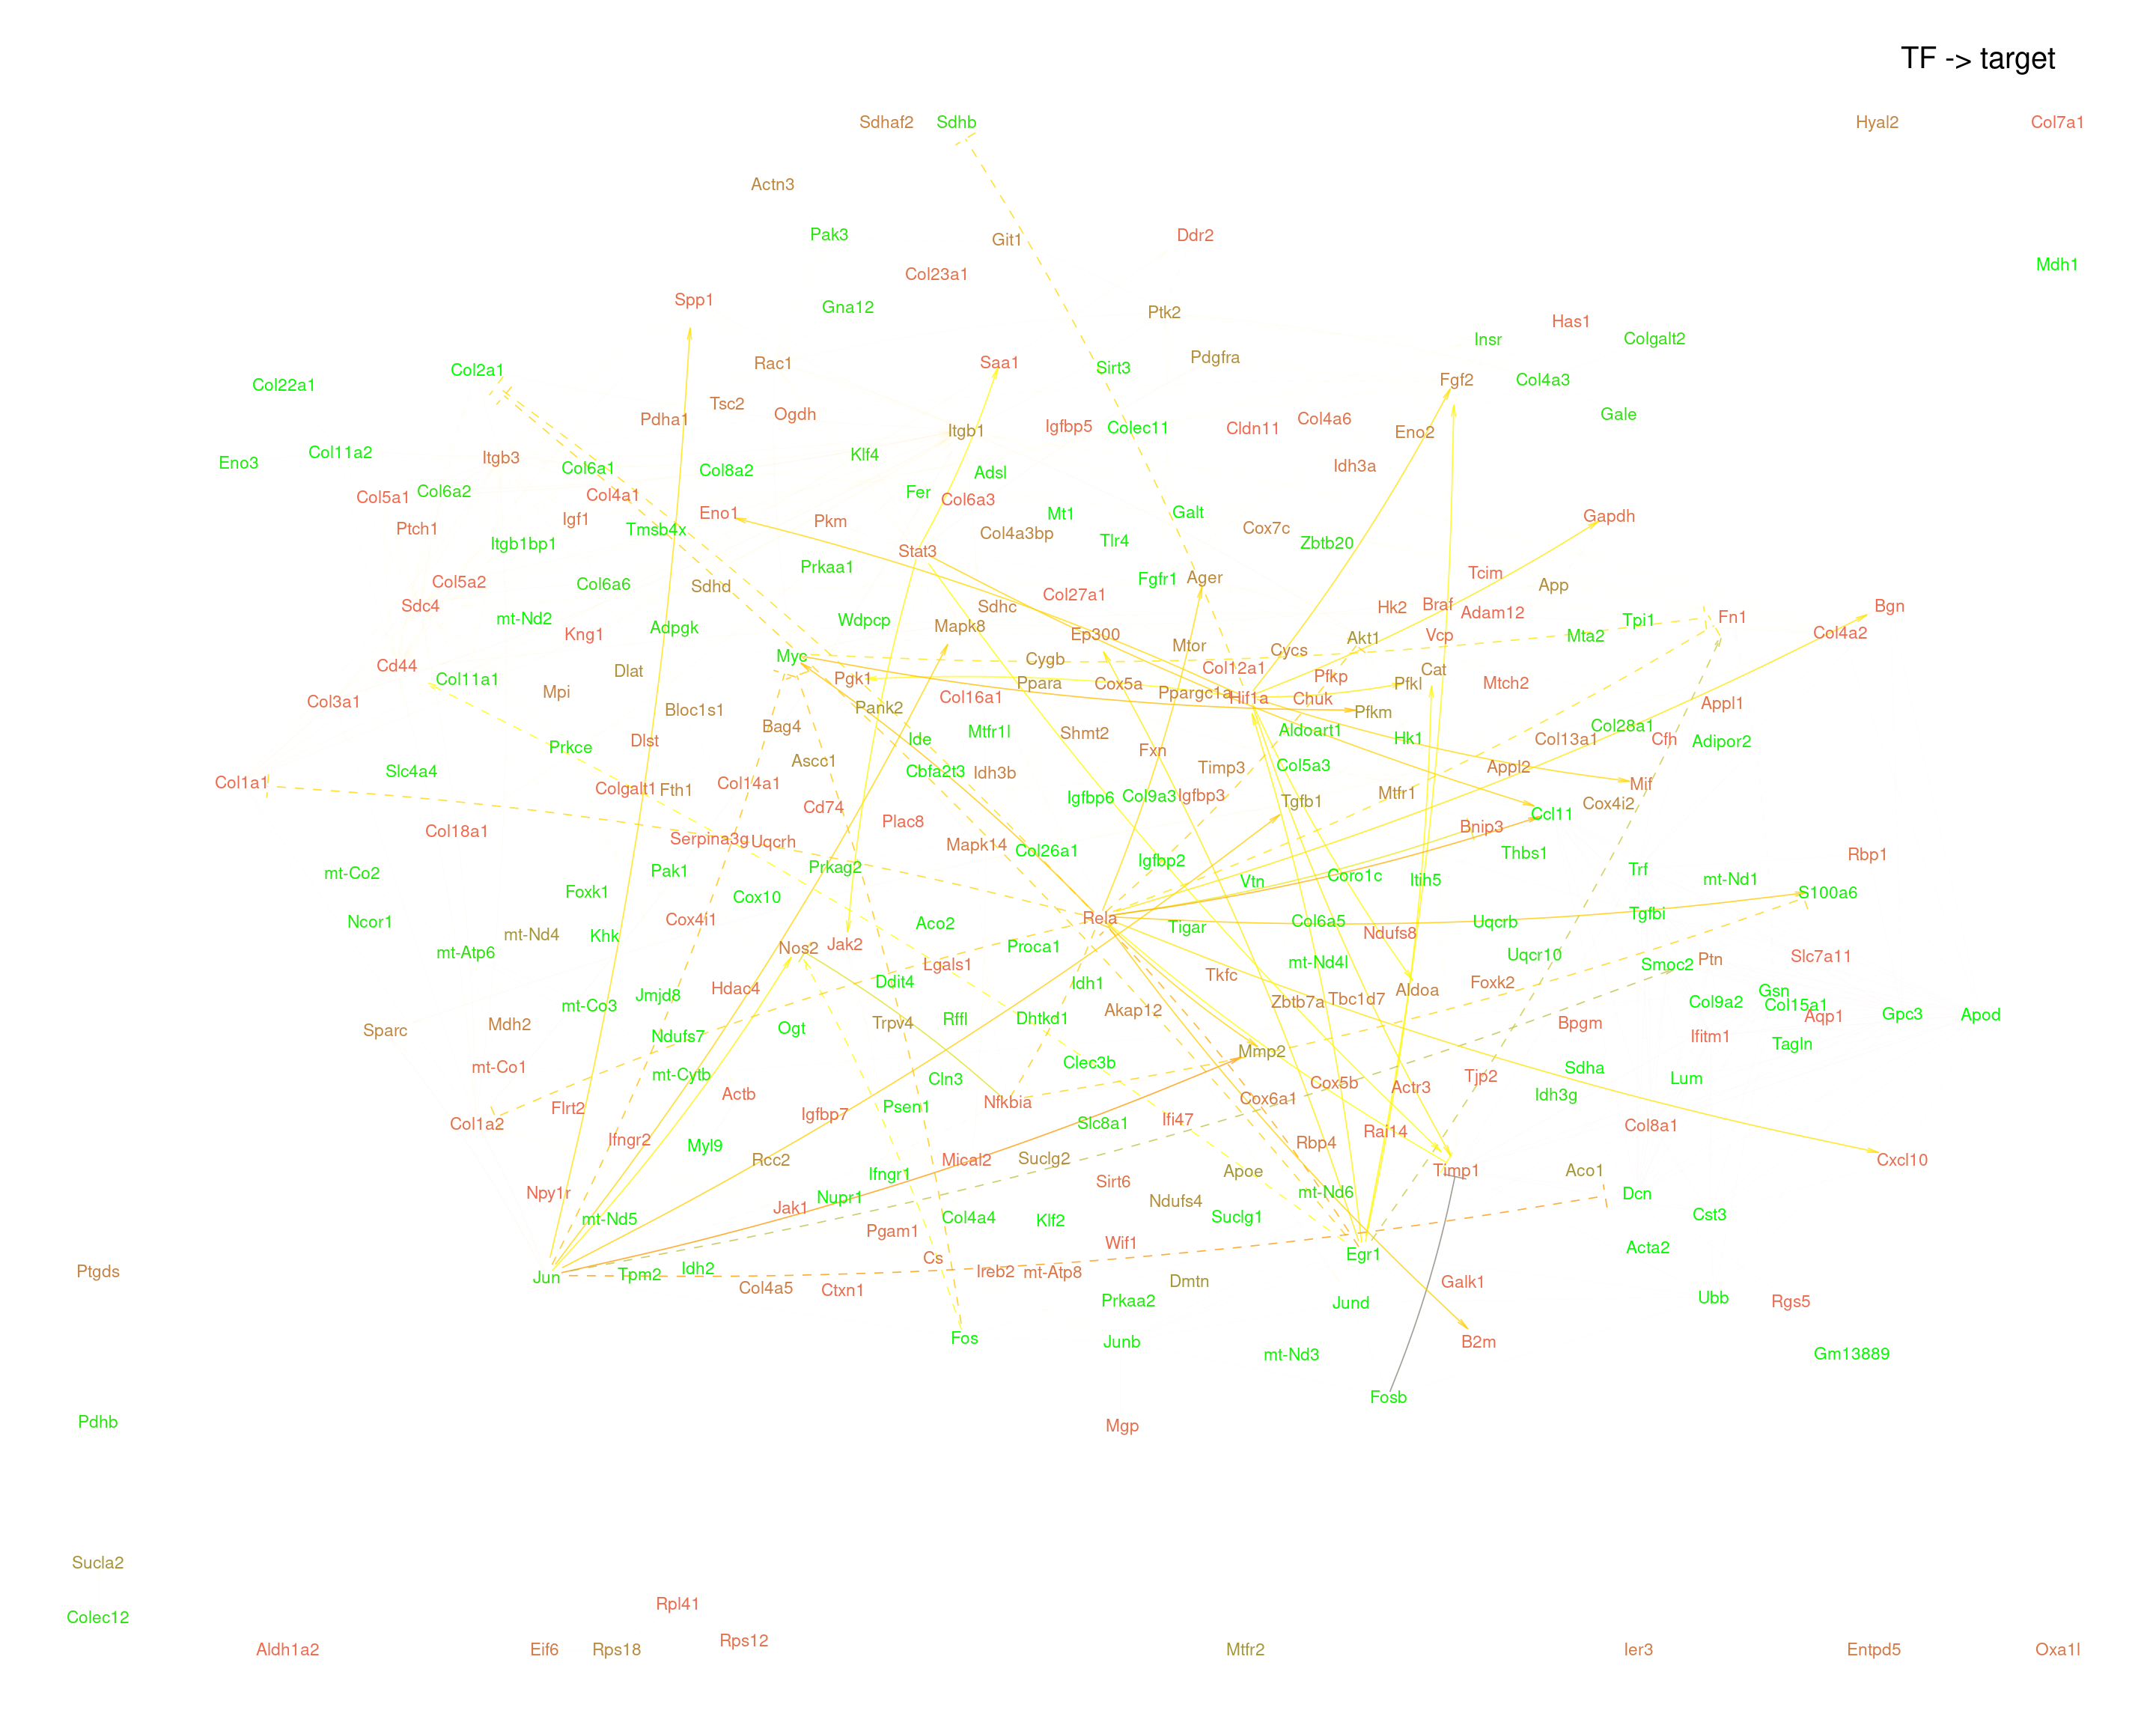 TF -> target
Sdhaf2 Sdhb Hyal2 Col7a1
Actn3
Pak3 Git1 Ddr2
Col23a1 Mdh1
Spp1 Gna12 Ptk2 Has1
Insr Colgalt2
Col22a1 Col2a1 Rac1 Saa1 Sirt3 Pdgfra Fgf2 Col4a3
Pdha1 Tsc2 Ogdh Itgb1 Igfbp5 Colec11 Cldn11 Col4a6 Eno2 Gale
Eno3 Col11a2 Itgb3 Col6a1 Col8a2 Klf4 Adsl Idh3a
Col5a1 Col6a2 Col4a1 Eno1 Fer Col6a3 Mt1 Galt Gapdh
Ptch1 Igf1 Tmsb4x Pkm Col4a3bp Tlr4 Cox7c Zbtb20
Itgb1bp1 Stat3
Col5a2 Col6a6 Sdhd Prkaa1 Fgfr1 Ager Tcim App
Sdc4 mt-Nd2 Kng1 Adpgk Wdpcp Mapk8 Sdhc Col27a1 Ep300 Hk2 Braf Adam12 Tpi1 Fn1 Bgn
Cd44 Dlat Myc Cygb Mtor Cycs Akt1 Vcp Mta2 Col4a2
Col3a1 Col11a1 Mpi Bloc1s1 Pgk1 Pank2 Col16a1 Ppara Cox5a Ppargc1a Col12a1 Hif1a Pfkp Chuk Cat Pfkl Pfkm Mtch2 Appl1
Prkce Dlst Bag4 Ide Mtfr1l Shmt2 Fxn Aldoart1 Hk1 Col13a1 Col28a1 Cfh Adipor2
Col1a1 Slc4a4 Colgalt1 Fth1 Col14a1 Ascc1 Cbfa2t3 Idh3b Timp3 Col5a3 Appl2 Mif
Col18a1 Serpina3g Uqcrh Cd74 Plac8 Igfbp6 Col9a3 Igfbp3 Tgfb1 Mtfr1 Bnip3 Ccl11 Cox4i2
mt-Co2 Foxk1 Pak1 Prkag2 Mapk14 Col26a1 Igfbp2 Vtn Coro1c Itih5 Thbs1 Trf mt-Nd1 Rbp1
Ncor1 mt-Nd4 Khk Cox4i1 Cox10 Aco2 Rela Tigar Col6a5 Ndufs8 Uqcrb Tgfbi S100a6
mt-Atp6 Nos2 Jak2 Lgals1 Proca1 mt-Nd4l Uqcr10 Smoc2 Ptn Slc7a11
mt-Co3 Jmjd8 Hdac4 Ddit4 Idh1 Tkfc Zbtb7a Tbc1d7 Aldoa Foxk2 Col9a2 Gsn Col15a1
Sparc Mdh2 Ndufs7 Ogt Trpv4 Rffl Dhtkd1 Akap12 Bpgm Ifitm1 Aqp1 Gpc3 Apod
mt-Co1 mt-Cytb Cln3 Clec3b Mmp2 Cox5b Actr3 Tjp2 Sdha Lum Tagln
Col1a2 Flrt2 Actb Igfbp7 Psen1 Nfkbia Slc8a1 Ifi47 Cox6a1 Idh3g
Ifngr2 Myl9 Rcc2 Mical2 Suclg2 Rbp4 Rai14 Col8a1
Npy1r Nupr1 Ifngr1 Sirt6 Ndufs4 Apoe mt-Nd6 Timp1 Aco1 Dcn Cxcl10
mt-Nd5 Jak1 Pgam1 Col4a4 Klf2 Suclg1 Cst3
Ptgds Jun Tpm2 Idh2 Cs Ireb2 mt-Atp8 Wif1 Egr1 Acta2
Col4a5 Ctxn1 Prkaa2 Dmtn Jund Galk1 Ubb Rgs5
Fos Junb mt-Nd3 B2m Gm13889
Fosb
Pdhb Mgp
Sucla2
Colec12 Rpl41
Aldh1a2 Eif6 Rps18 Rps12 Mtfr2 Ier3 Entpd5 Oxa1l